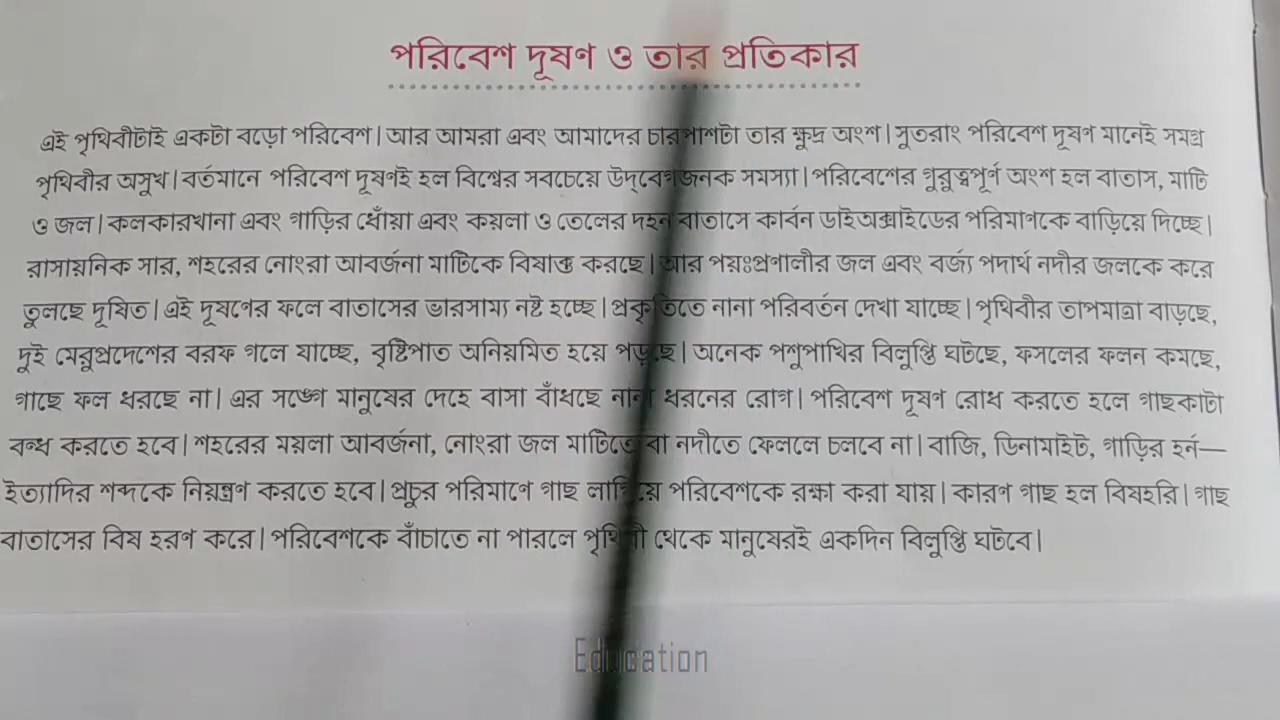 পরিবেশ দূষণ ও তার প্রতিকার
এই পৃথিবীটাই একটা বড়ো পরিবেশ। আর আমরা এবং আমাদের চারপাশটা তার ক্ষুদ্র অংশ। সুতরাং পরিবেশ দূষণ মানেই সমগ্র
পৃথিবীর অসুখ। বর্তমানে পরিবেশ দূষণই হল বিশ্বের সবচেয়ে উদ্‌বেগজনক সমস্যা। পরিবেশের গুরুত্বপূর্ণ অংশ হল বাতাস, মাটি
ও জল। কলকারখানা এবং গাড়ির ধোঁয়া এবং কয়লা ও তেলের দহন বাতাসে কার্বন ডাইঅক্সাইডের পরিমাণকে বাড়িয়ে দিচ্ছে।
রাসায়নিক সার, শহরের নোংরা আবর্জনা মাটিকে বিষাক্ত করছে। আর পয়ঃপ্রণালীর জল এবং বর্জ্য পদার্থ নদীর জলকে করে
তুলছে দূষিত। এই দূষণের ফলে বাতাসের ভারসাম্য নষ্ট হচ্ছে। প্রকৃতিতে নানা পরিবর্তন দেখা যাচ্ছে। পৃথিবীর তাপমাত্রা বাড়ছে,
দুই মেরুপ্রদেশের বরফ গলে যাচ্ছে, বৃষ্টিপাত অনিয়মিত হয়ে পড়ছে। অনেক পশুপাখির বিলুপ্তি ঘটছে, ফসলের ফলন কমছে,
গাছে ফল ধরছে না। এর সঙ্গে মানুষের দেহে বাসা বাঁধছে নানা ধরনের রোগ। পরিবেশ দূষণ রোধ করতে হলে গাছকাটা
বন্ধ করতে হবে। শহরের ময়লা আবর্জনা, নোংরা জল মাটিতে বা নদীতে ফেললে চলবে না। বাজি, ডিনামাইট, গাড়ির হর্ন—
ইত্যাদির শব্দকে নিয়ন্ত্রণ করতে হবে। প্রচুর পরিমাণে গাছ লাগিয়ে পরিবেশকে রক্ষা করা যায়। কারণ গাছ হল বিষহরি। গাছ
বাতাসের বিষ হরণ করে। পরিবেশকে বাঁচাতে না পারলে পৃথিবী থেকে মানুষেরই একদিন বিলুপ্তি ঘটবে।
Education